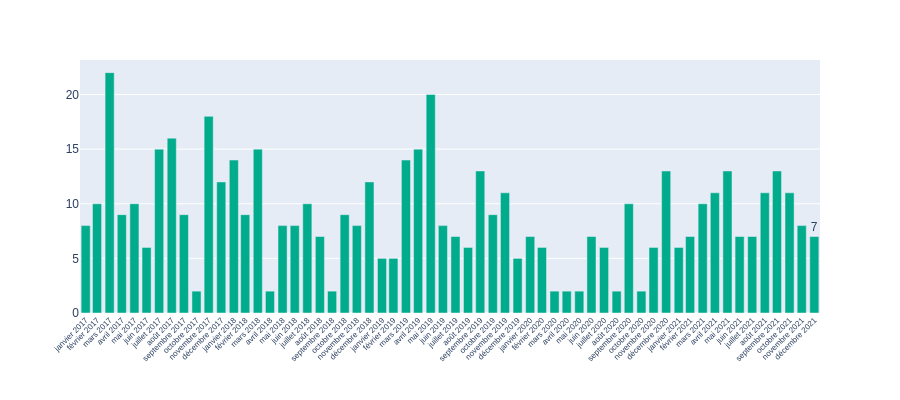 20
15
10
5
0
7
janvier 2017
février 2017
mars 2017
avril 2017
mai 2017
juin 2017
juillet 2017
août 2017
septembre 2017
octobre 2017
novembre 2017
décembre 2017
janvier 2018
février 2018
mars 2018
avril 2018
mai 2018
juin 2018
juillet 2018
août 2018
septembre 2018
octobre 2018
novembre 2018
décembre 2018
janvier 2019
février 2019
mars 2019
avril 2019
mai 2019
juin 2019
juillet 2019
août 2019
septembre 2019
octobre 2019
novembre 2019
décembre 2019
janvier 2020
février 2020
mars 2020
avril 2020
mai 2020
juin 2020
juillet 2020
août 2020
septembre 2020
octobre 2020
novembre 2020
décembre 2020
janvier 2021
février 2021
mars 2021
avril 2021
mai 2021
juin 2021
juillet 2021
août 2021
septembre 2021
octobre 2021
novembre 2021
décembre 2021